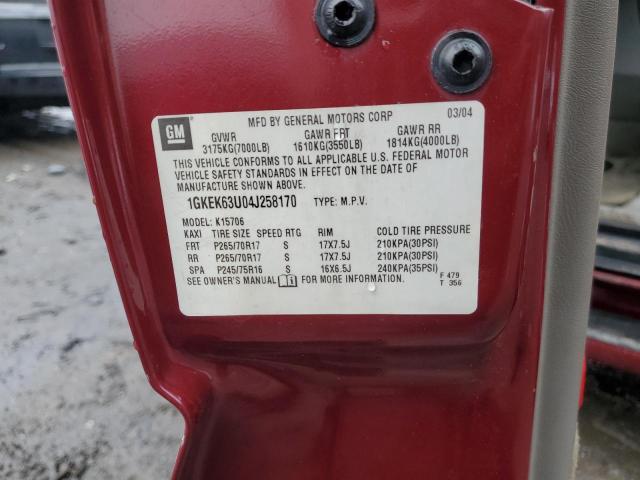 MFD BY GENERAL MOTORS CORP 03/04
GM
GVWR GAWR FRT GAWR RR
3175KG(7000LB) 1610KG(3550LB) 1814KG(4000LB)
THIS VEHICLE CONFORMS TO ALL APPLICABLE U.S. FEDERAL MOTOR
VEHICLE SAFETY STANDARDS IN EFFECT ON THE DATE OF
MANUFACTURE SHOWN ABOVE.
1GKEK63U04J258170 TYPE: M.P.V.
MODEL: K15706
KAXI TIRE SIZE SPEED RTG RIM COLD TIRE PRESSURE
FRT P265/70R17 S 17X7.5J 210KPA(30PSI)
RR P265/70R17 S 17X7.5J 210KPA(30PSI)
SPA P245/75R16 S 16X6.5J 240KPA(35PSI)
SEE OWNER'S MANUAL FOR MORE INFORMATION.
F 479
T 356